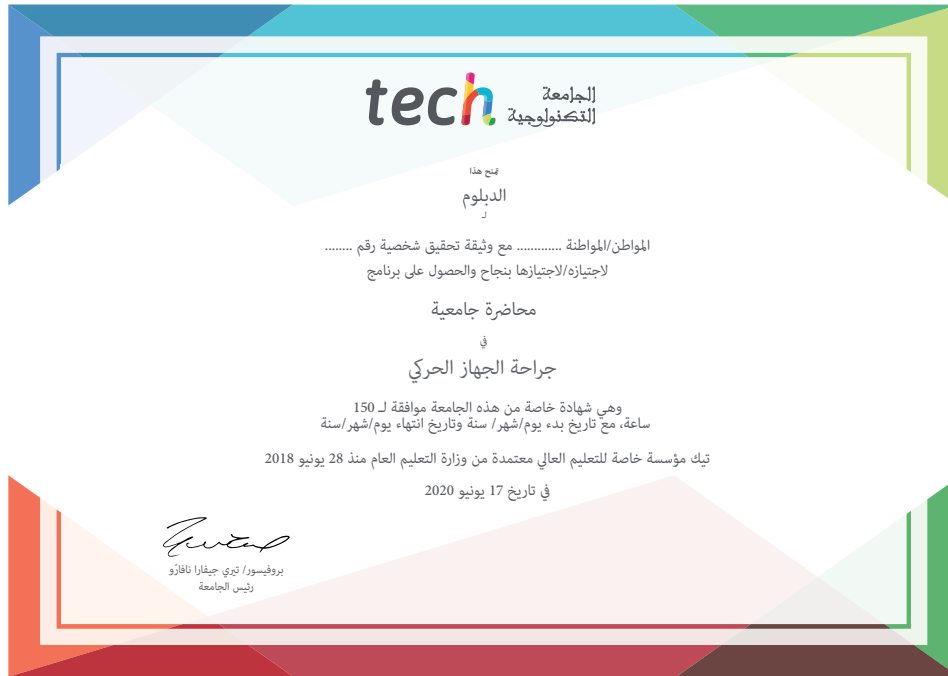 tech الجامعة
التكنولوجية
تمنح هذا
الدبلوم
لـ
المواطن/المواطنة ............. مع وثيقة تحقيق شخصية رقم ........
لاجتيازه/لاجتيازها بنجاح والحصول على برنامج
محاضرة جامعية
في
جراحة الجهاز الحركي
وهي شهادة خاصة من هذه الجامعة موافقة لـ 150
ساعة، مع تاريخ بدء يوم/شهر/ سنة وتاريخ انتهاء يوم/شهر/سنة
تيك مؤسسة خاصة للتعليم العالي معتمدة من وزارة التعليم العام منذ 28 يونيو 2018
في تاريخ 17 يونيو 2020
بروفيسور/ تيري جيفارا نافارّو
رئيس الجامعة